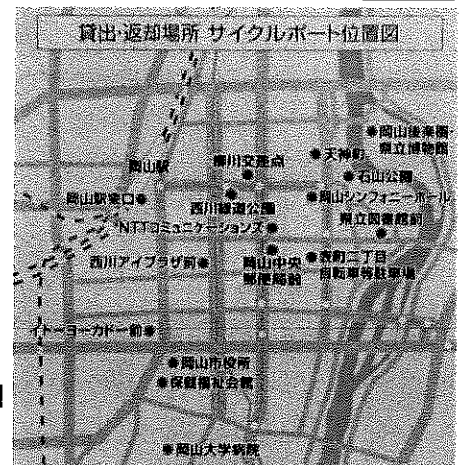 貸出・返却場所 サイクルポート位置図
岡山後楽園・
県立博物館
天神町
柳川交差点
岡山駅
石山公園
岡山駅東口
西川緑道公園
岡山シンフォニーホール
県立図書館前
NTTコミュニケーションズ
西川アイプラザ前
岡山中央
郵便局前
表町二丁目
自転車等駐車場
イトーヨーカドー前
岡山市役所
保健福祉会館
岡山大学病院